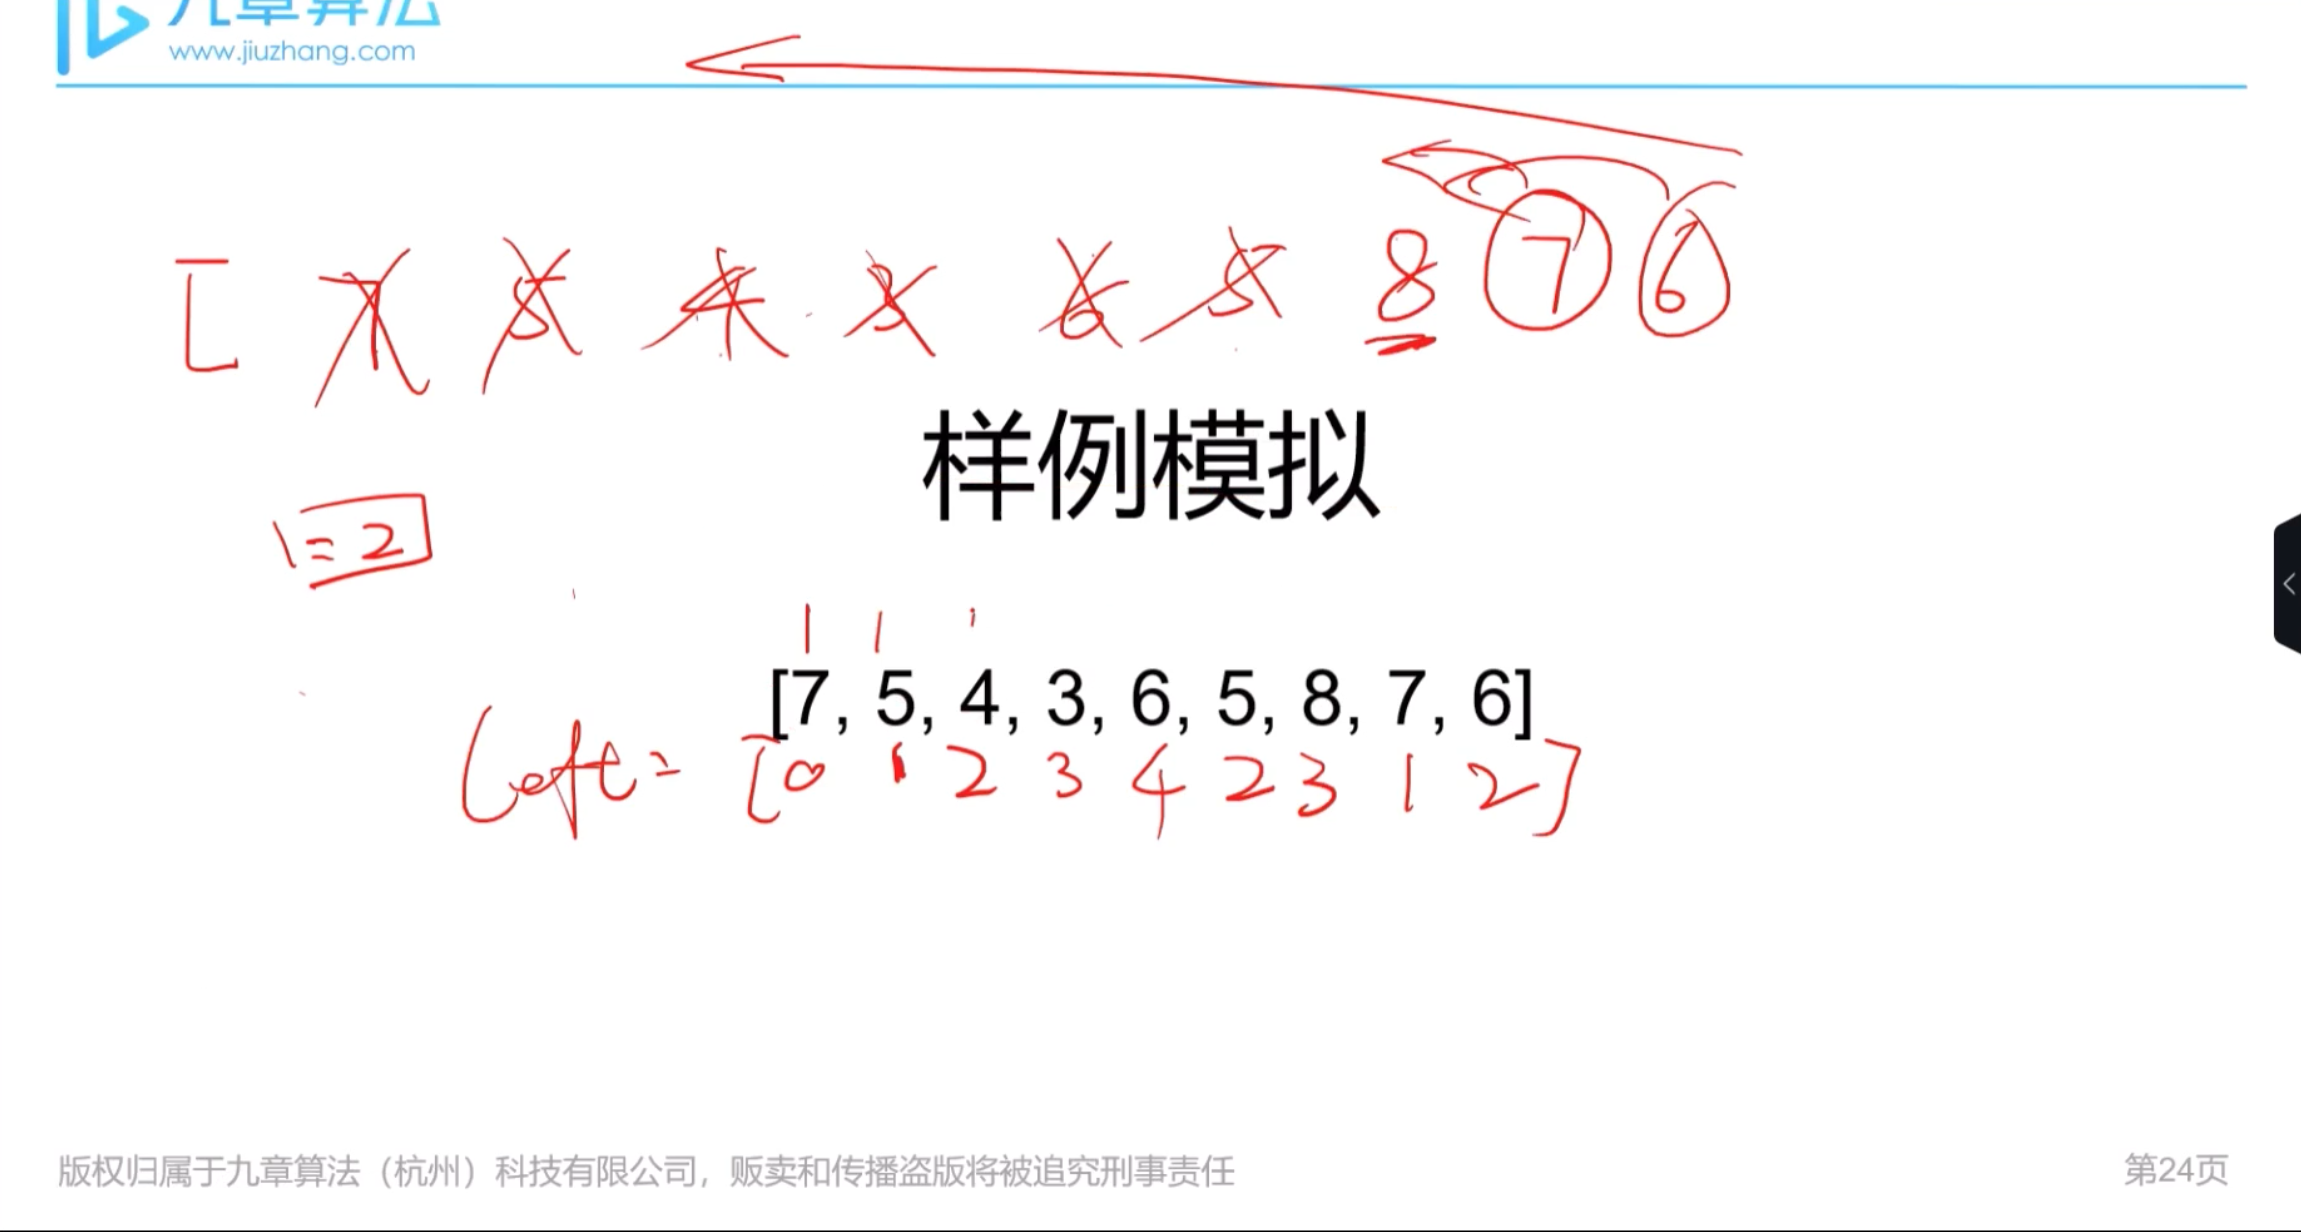 九章算法
www.jiuzhang.com
[ 7 5 4 3 6 5 8 7 6
样例模拟
= 2
[7, 5, 4, 3, 6, 5, 8, 7, 6]
left = [0 1 2 3 4 2 3 1 2]
版权归属于九章算法（杭州）科技有限公司，贩卖和传播盗版将被追究刑事责任
第24页